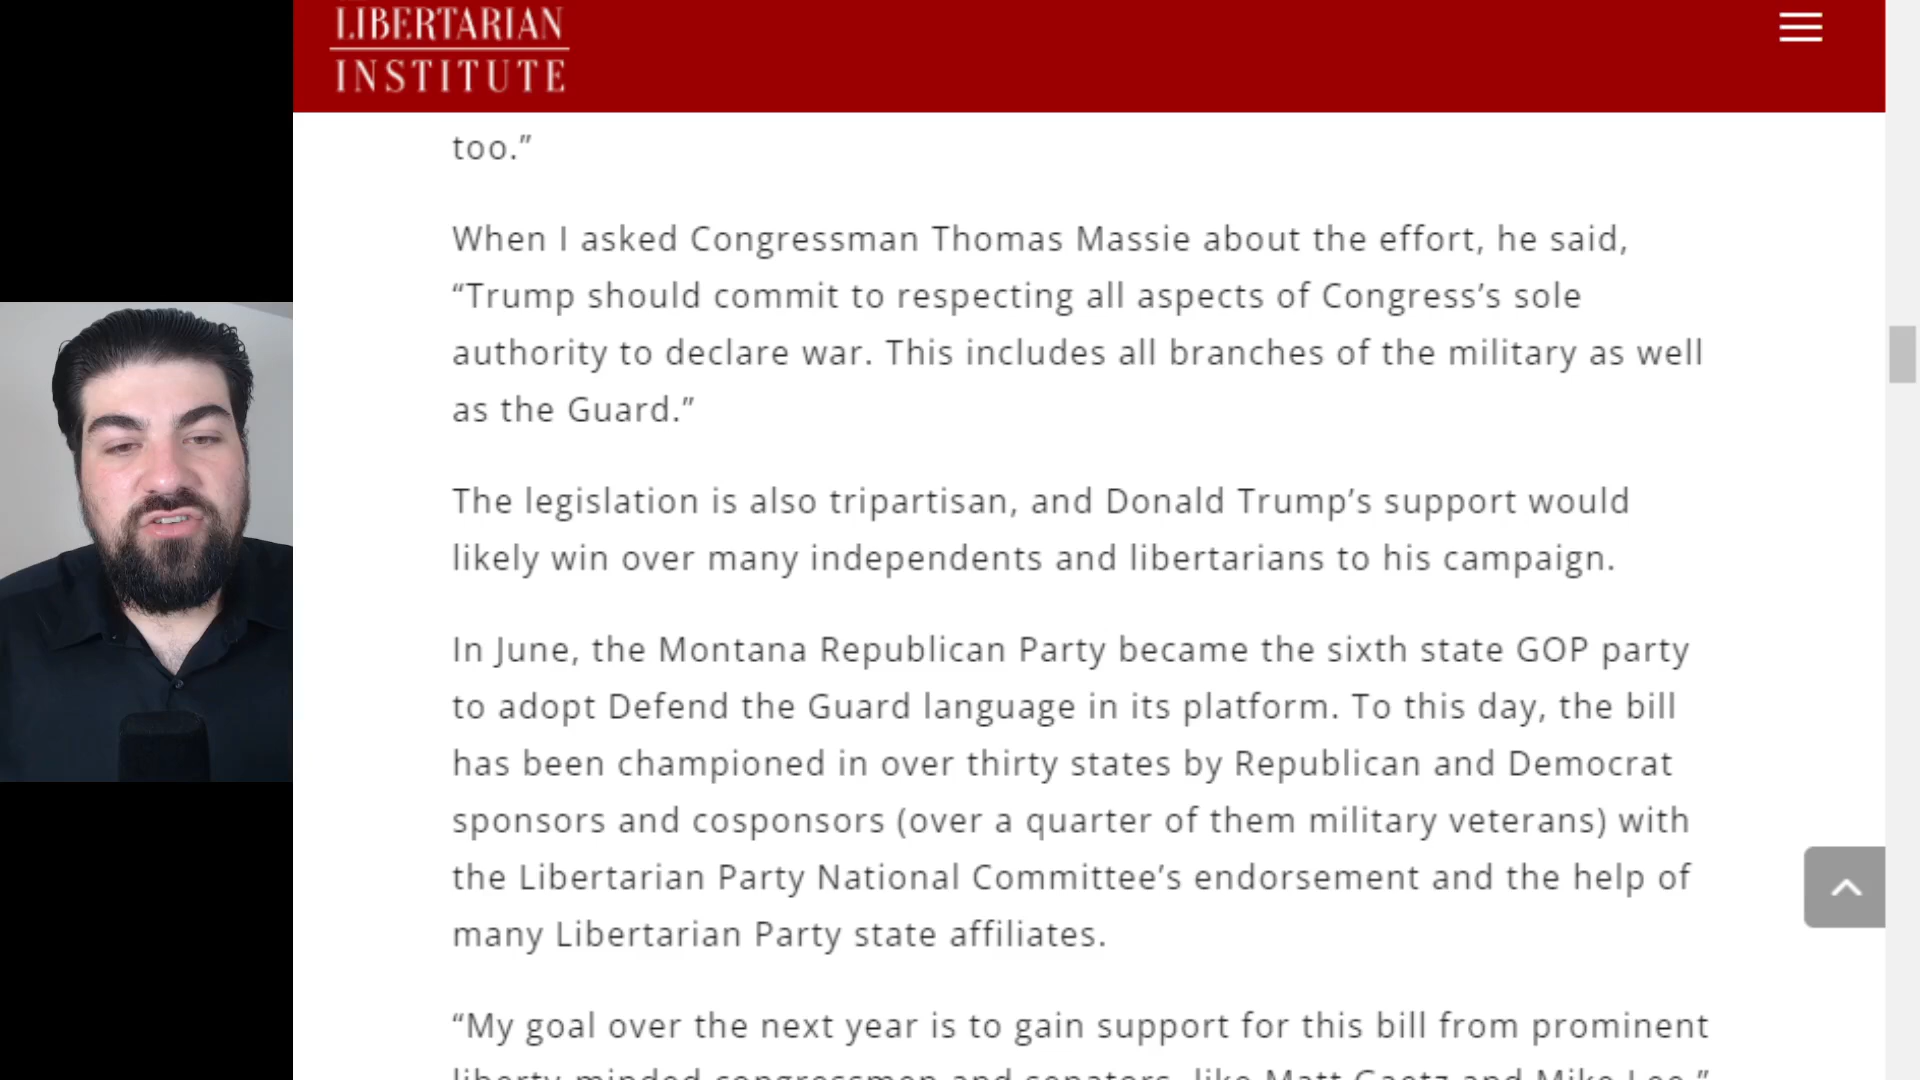 LIBERTARIAN
INSTITUTE
too.”
When I asked Congressman Thomas Massie about the effort, he said,
“Trump should commit to respecting all aspects of Congress’s sole
authority to declare war. This includes all branches of the military as well
as the Guard.”
The legislation is also tripartisan, and Donald Trump’s support would
likely win over many independents and libertarians to his campaign.
In June, the Montana Republican Party became the sixth state GOP party
to adopt Defend the Guard language in its platform. To this day, the bill
has been championed in over thirty states by Republican and Democrat
sponsors and cosponsors (over a quarter of them military veterans) with
the Libertarian Party National Committee’s endorsement and the help of
many Libertarian Party state affiliates.
“My goal over the next year is to gain support for this bill from prominent
liberty-minded congressmen and senators, like Matt Gaetz and Mike Lee.”